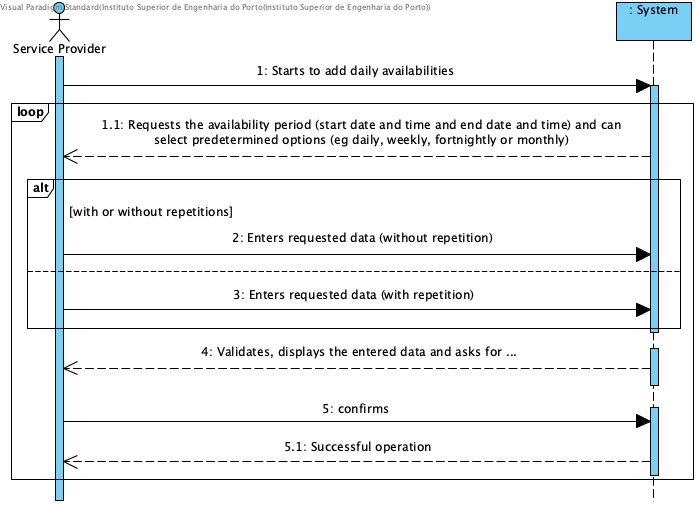 Visual Paradigm Standard(Instituto Superior de Engenharia do Porto(Instituto Superior de Engenharia do Porto))
: System
Service Provider
1: Starts to add daily availabilities
loop
1.1: Requests the availability period (start date and time and end date and time) and can
select predetermined options (eg daily, weekly, fortnightly or monthly)
alt
[with or without repetitions]
2: Enters requested data (without repetition)
3: Enters requested data (with repetition)
4: Validates, displays the entered data and asks for ...
5: confirms
5.1: Successful operation